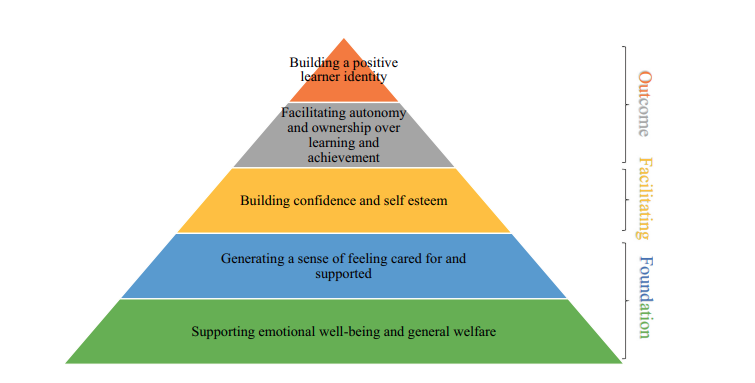 Building a positive
learner identity
Facilitating autonomy
and ownership over
learning and
achievement
Building confidence and self esteem
Generating a sense of feeling cared for and
supported
Supporting emotional well-being and general welfare
Outcome
Facilitating
Foundation